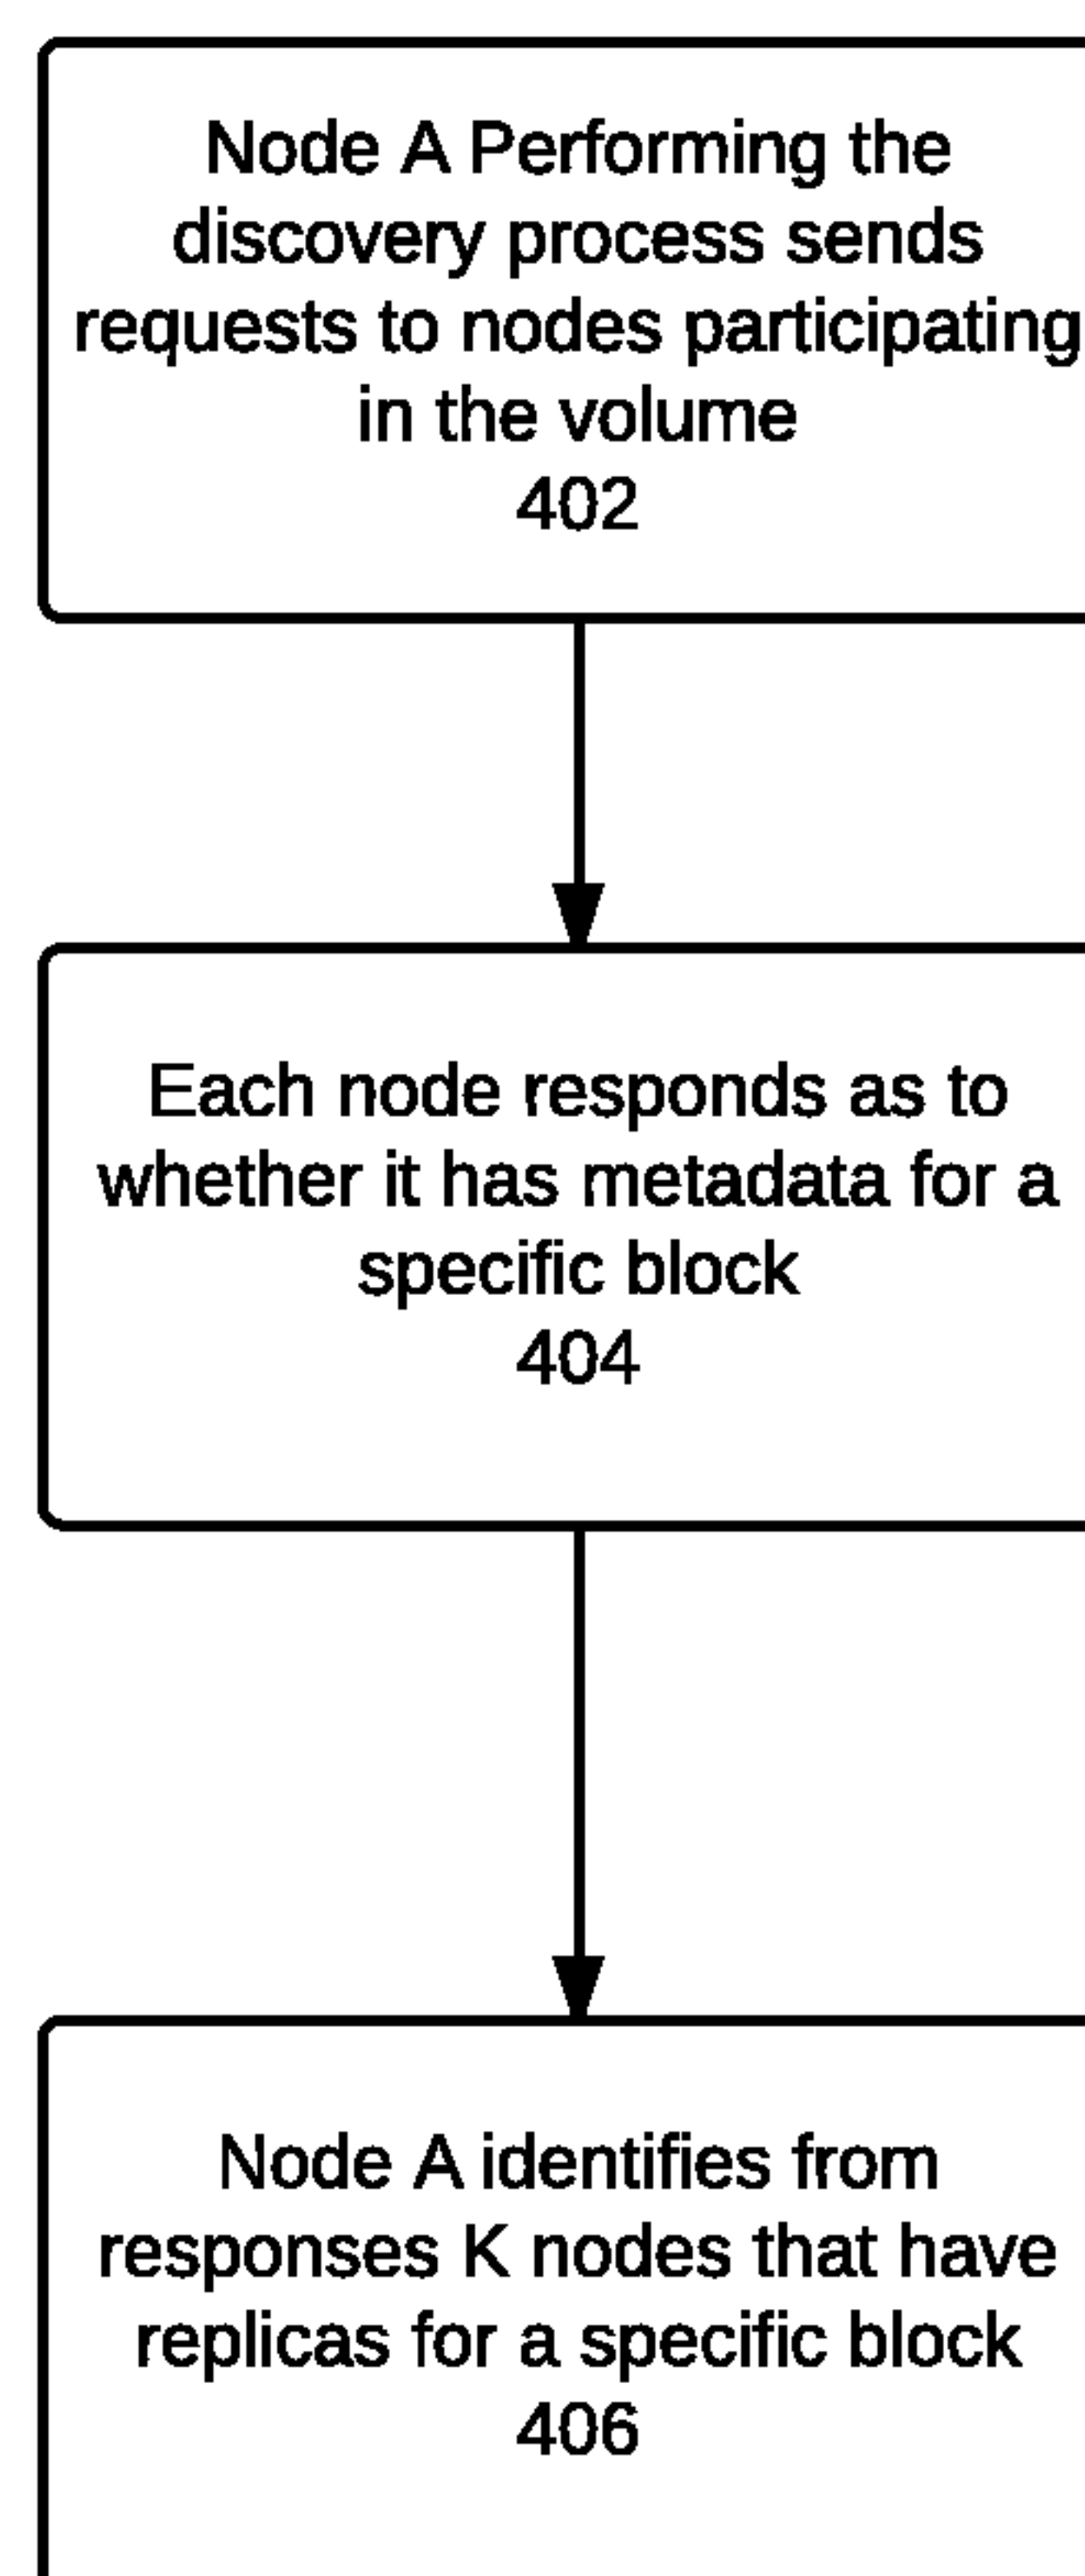 Node A Performing the
discovery process sends
requests to nodes participating
in the volume
402
Each node responds as to
whether it has metadata for a
specific block
404
Node A identifies from
responses K nodes that have
replicas for a specific block
406